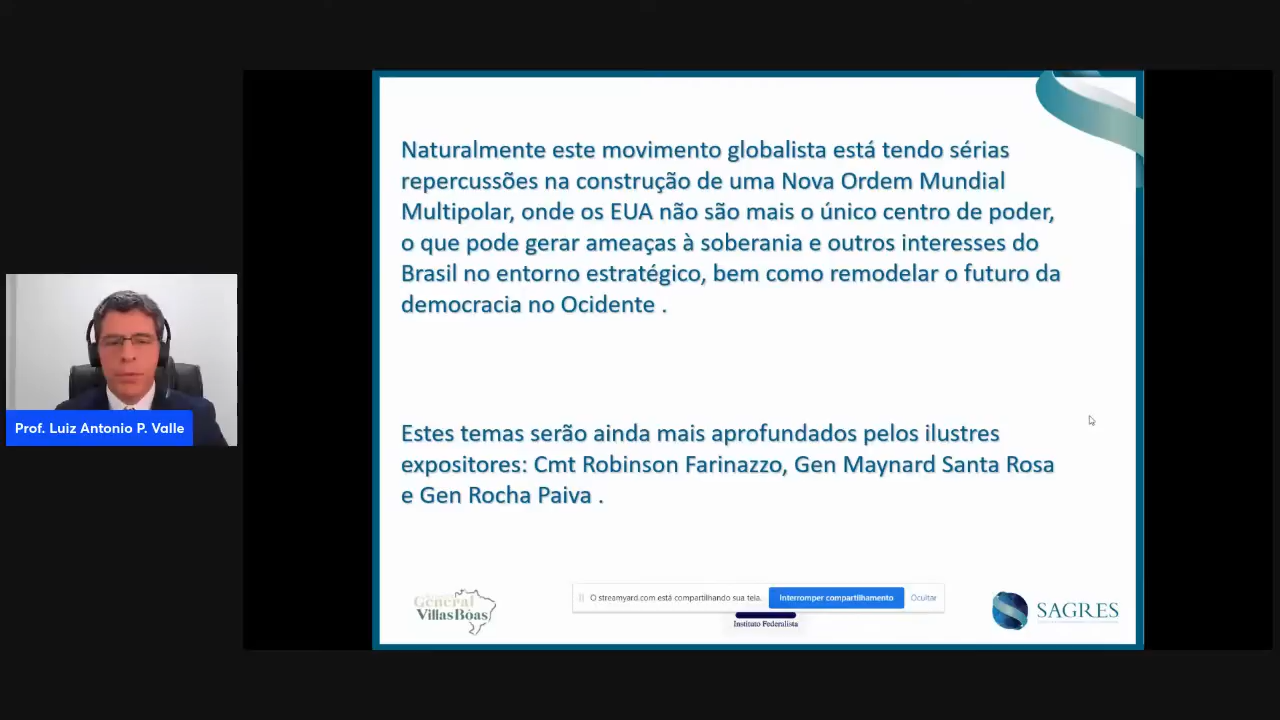 Naturalmente este movimento globalista está tendo sérias
repercussões na construção de uma Nova Ordem Mundial
Multipolar, onde os EUA não são mais o único centro de poder,
o que pode gerar ameaças à soberania e outros interesses do
Brasil no entorno estratégico, bem como remodelar o futuro da
democracia no Ocidente .
Prof. Luiz Antonio P. Valle
Estes temas serão ainda mais aprofundados pelos ilustres
expositores: Cmt Robinson Farinazzo, Gen Maynard Santa Rosa
e Gen Rocha Paiva .
General
Villas Bôas
O streamyard.com está compartilhando sua tela.
Interromper compartilhamento
Ocultar
Instituto Federalista
SAGRES